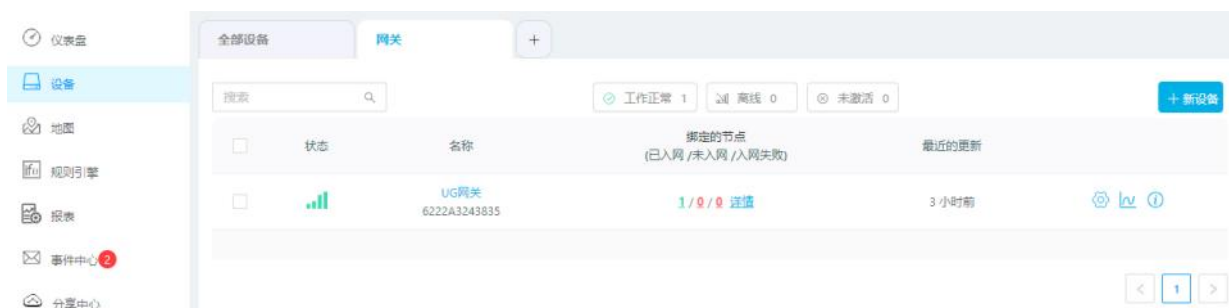 仪表盘
设备
地图
规则引擎
报表
事件中心 2
分享中心
全部设备 网关 +
搜索
工作正常 1 离线 0 未激活 0
+ 新设备
状态 名称 绑定的节点 最近的更新
(已入网 /未入网 /入网失败)
UG网关
6222A3243835
1 / 0 / 0 详情
3 小时前
< 1 >